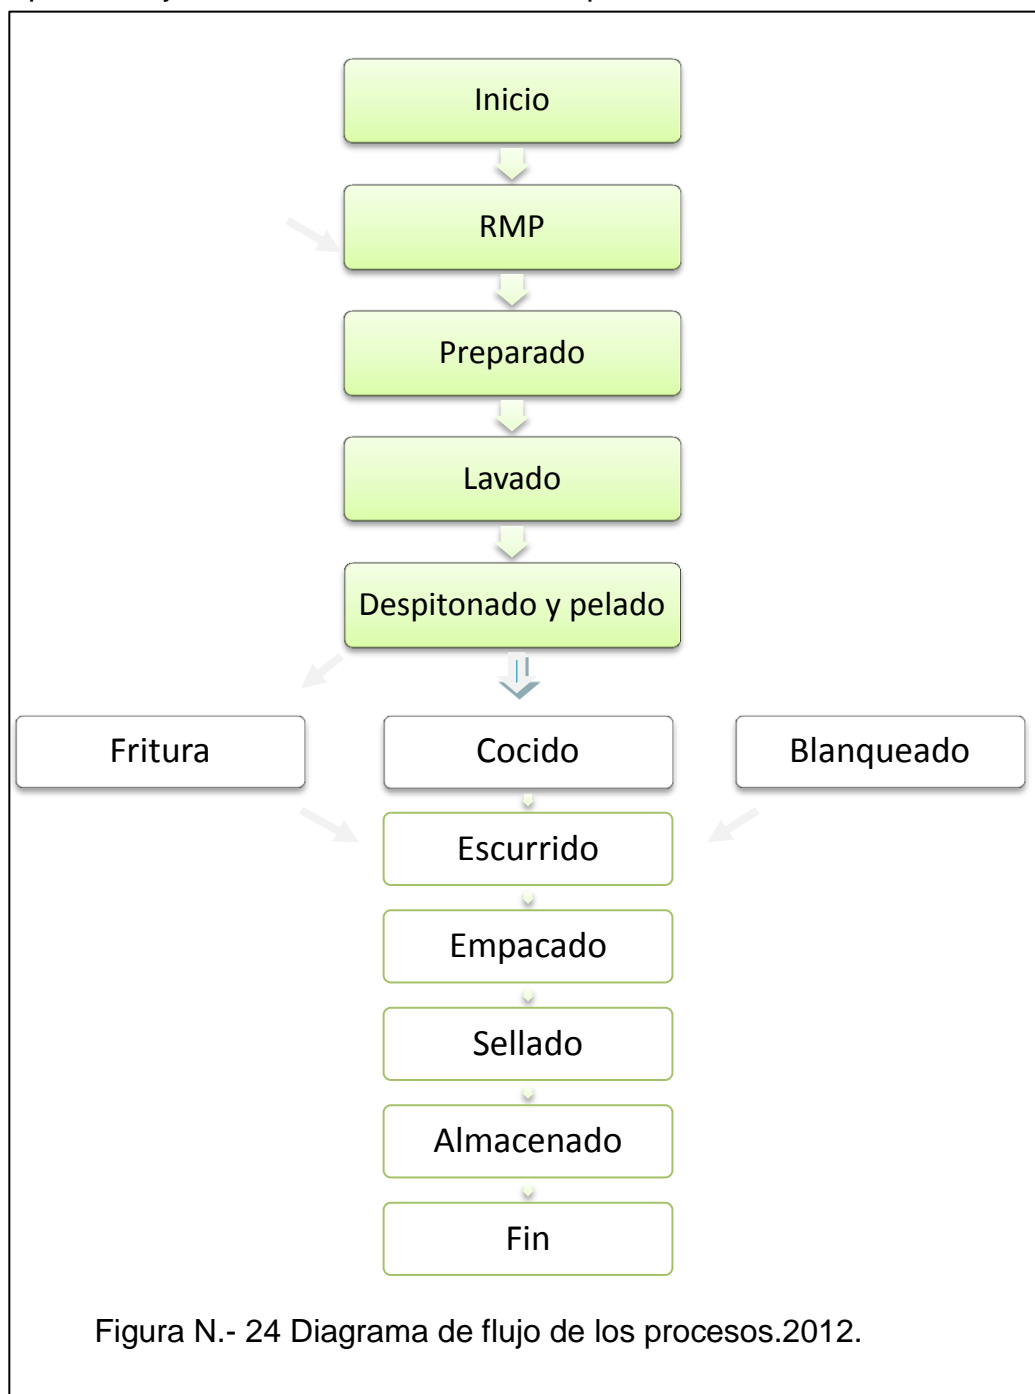 Inicio
RMP
Preparado
Lavado
Despitonado y pelado
Fritura
Cocido
Blanqueado
Escurrido
Empacado
Sellado
Almacenado
Fin
Figura N.- 24 Diagrama de flujo de los procesos.2012.